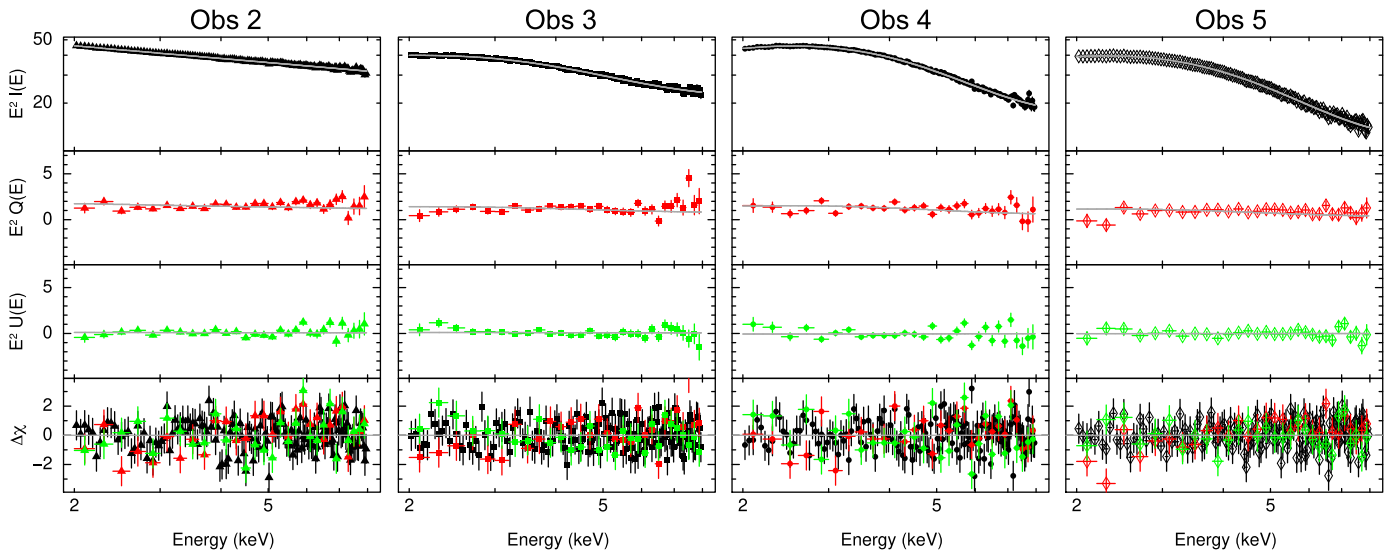 Obs 2 Obs 3 Obs 4 Obs 5
E² I(E)
50
20
E² Q(E)
5
0
E² U(E)
5
0
Δχ
2
0
−2
2 5 2 5 2 5 2 5
Energy (keV) Energy (keV) Energy (keV) Energy (keV)